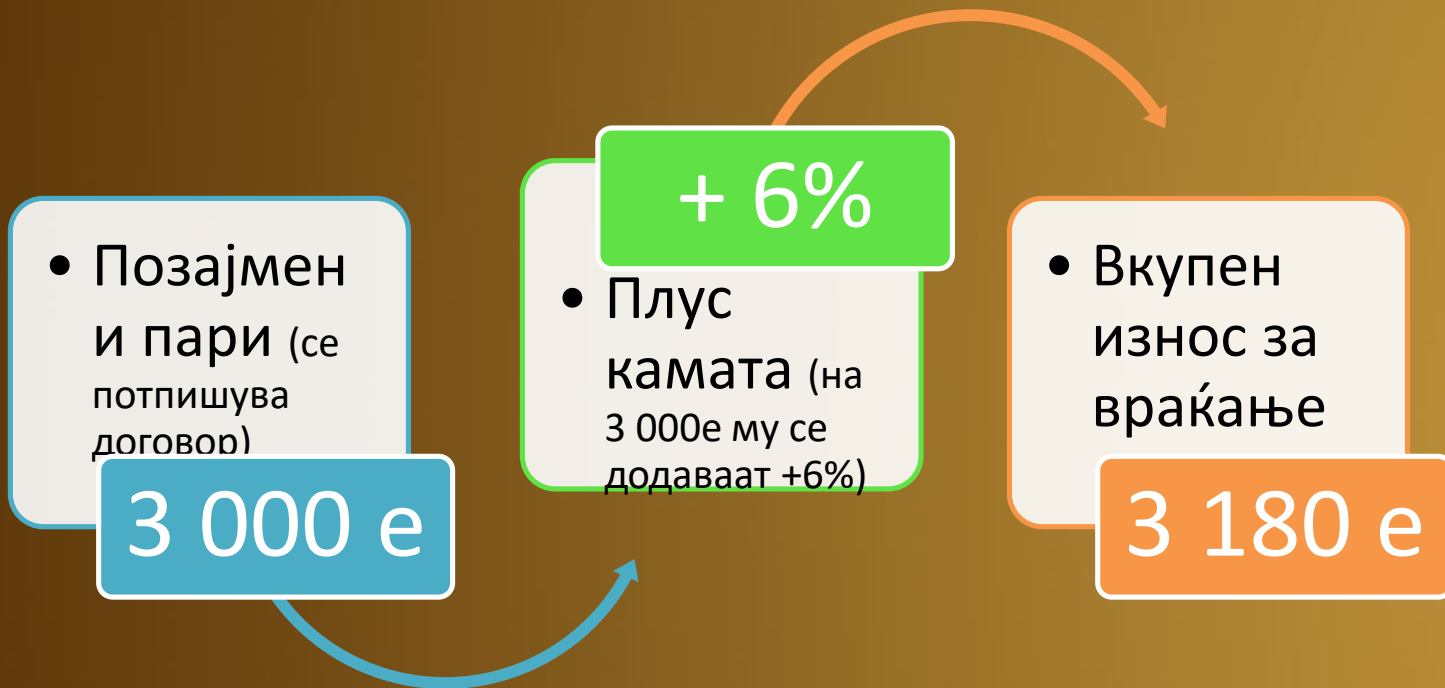 • Позајмен
и пари (се
потпишува
договор)
3 000 е
+ 6%
• Плус
камата (на
3 000е му се
додаваат +6%)
• Вкупен
износ за
враќање
3 180 е